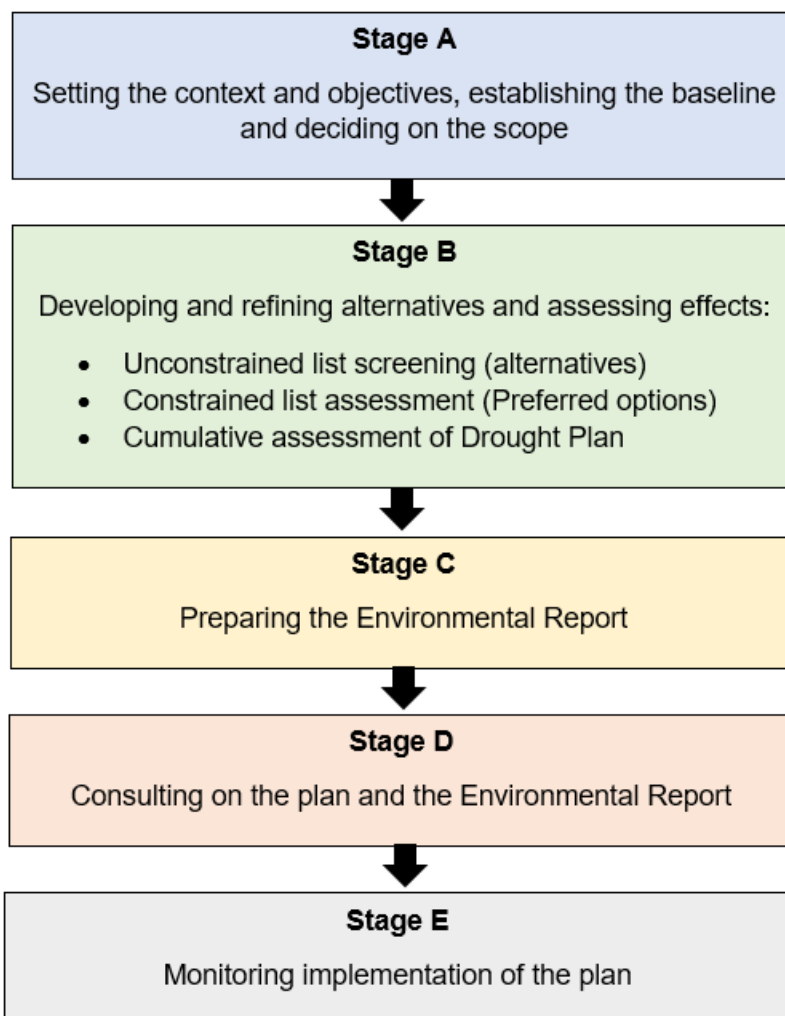 Stage A
Setting the context and objectives, establishing the baseline
and deciding on the scope
Stage B
Developing and refining alternatives and assessing effects:
• Unconstrained list screening (alternatives)
• Constrained list assessment (Preferred options)
• Cumulative assessment of Drought Plan
Stage C
Preparing the Environmental Report
Stage D
Consulting on the plan and the Environmental Report
Stage E
Monitoring implementation of the plan